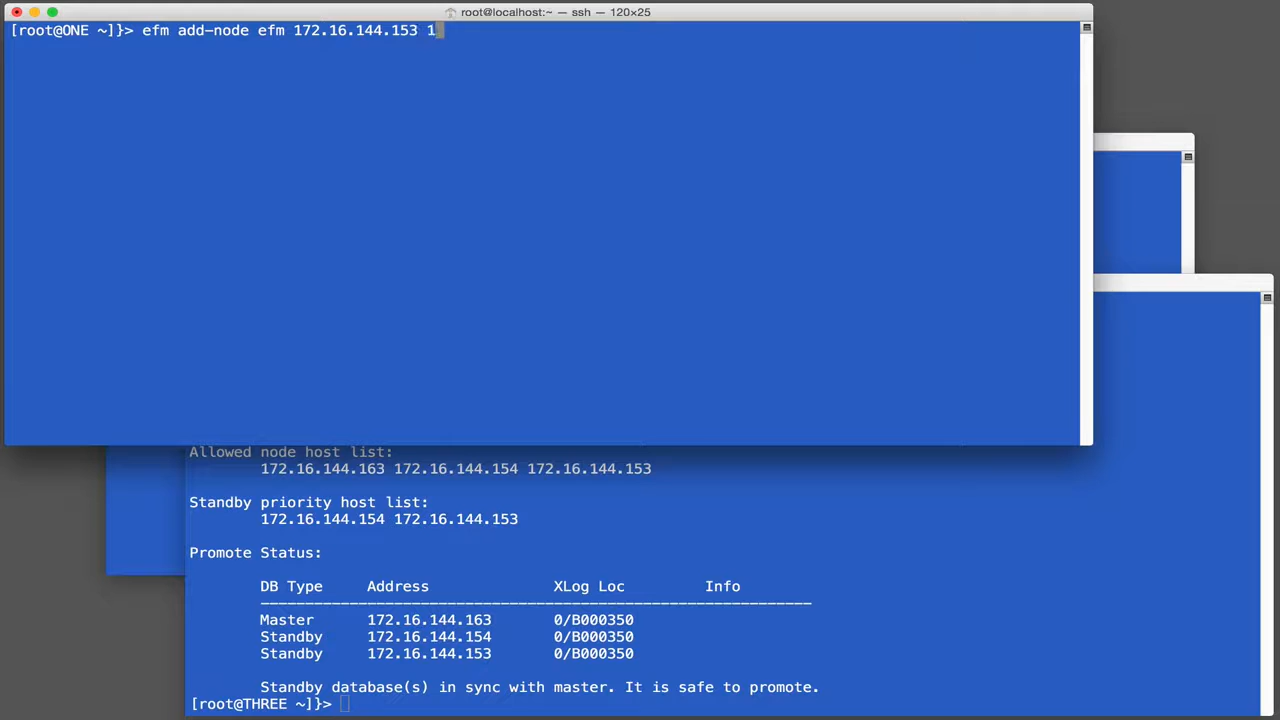 root@localhost:~ — ssh — 120×25
[root@ONE ~]}> efm add-node efm 172.16.144.153 1
Allowed node host list:
172.16.144.163 172.16.144.154 172.16.144.153
Standby priority host list:
172.16.144.154 172.16.144.153
Promote Status:
DB Type Address XLog Loc Info
--------------------------------------------------------------
Master 172.16.144.163 0/B000350
Standby 172.16.144.154 0/B000350
Standby 172.16.144.153 0/B000350
Standby database(s) in sync with master. It is safe to promote.
[root@THREE ~]}>